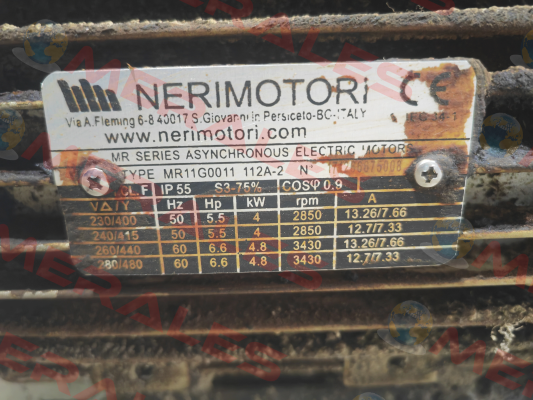 NERIMOTORI CE
Via A.Fleming 6-8 40017 S.Giovanni in Persiceto-BO-ITALY
www.nerimotori.com
MR SERIES ASYNCHRONOUS ELECTRIC MOTORS
TYPE MR11G0011 112A-2 N°
F IP 55 S3-75% COSφ 0.9
V△/Y Hz Hp kW rpm A
230/400 50 5.5 4 2850 13.26/7.66
240/415 50 5.5 4 2850 12.7/7.33
260/440 60 6.6 4.8 3430 13.26/7.66
280/480 60 6.6 4.8 3430 12.7/7.33